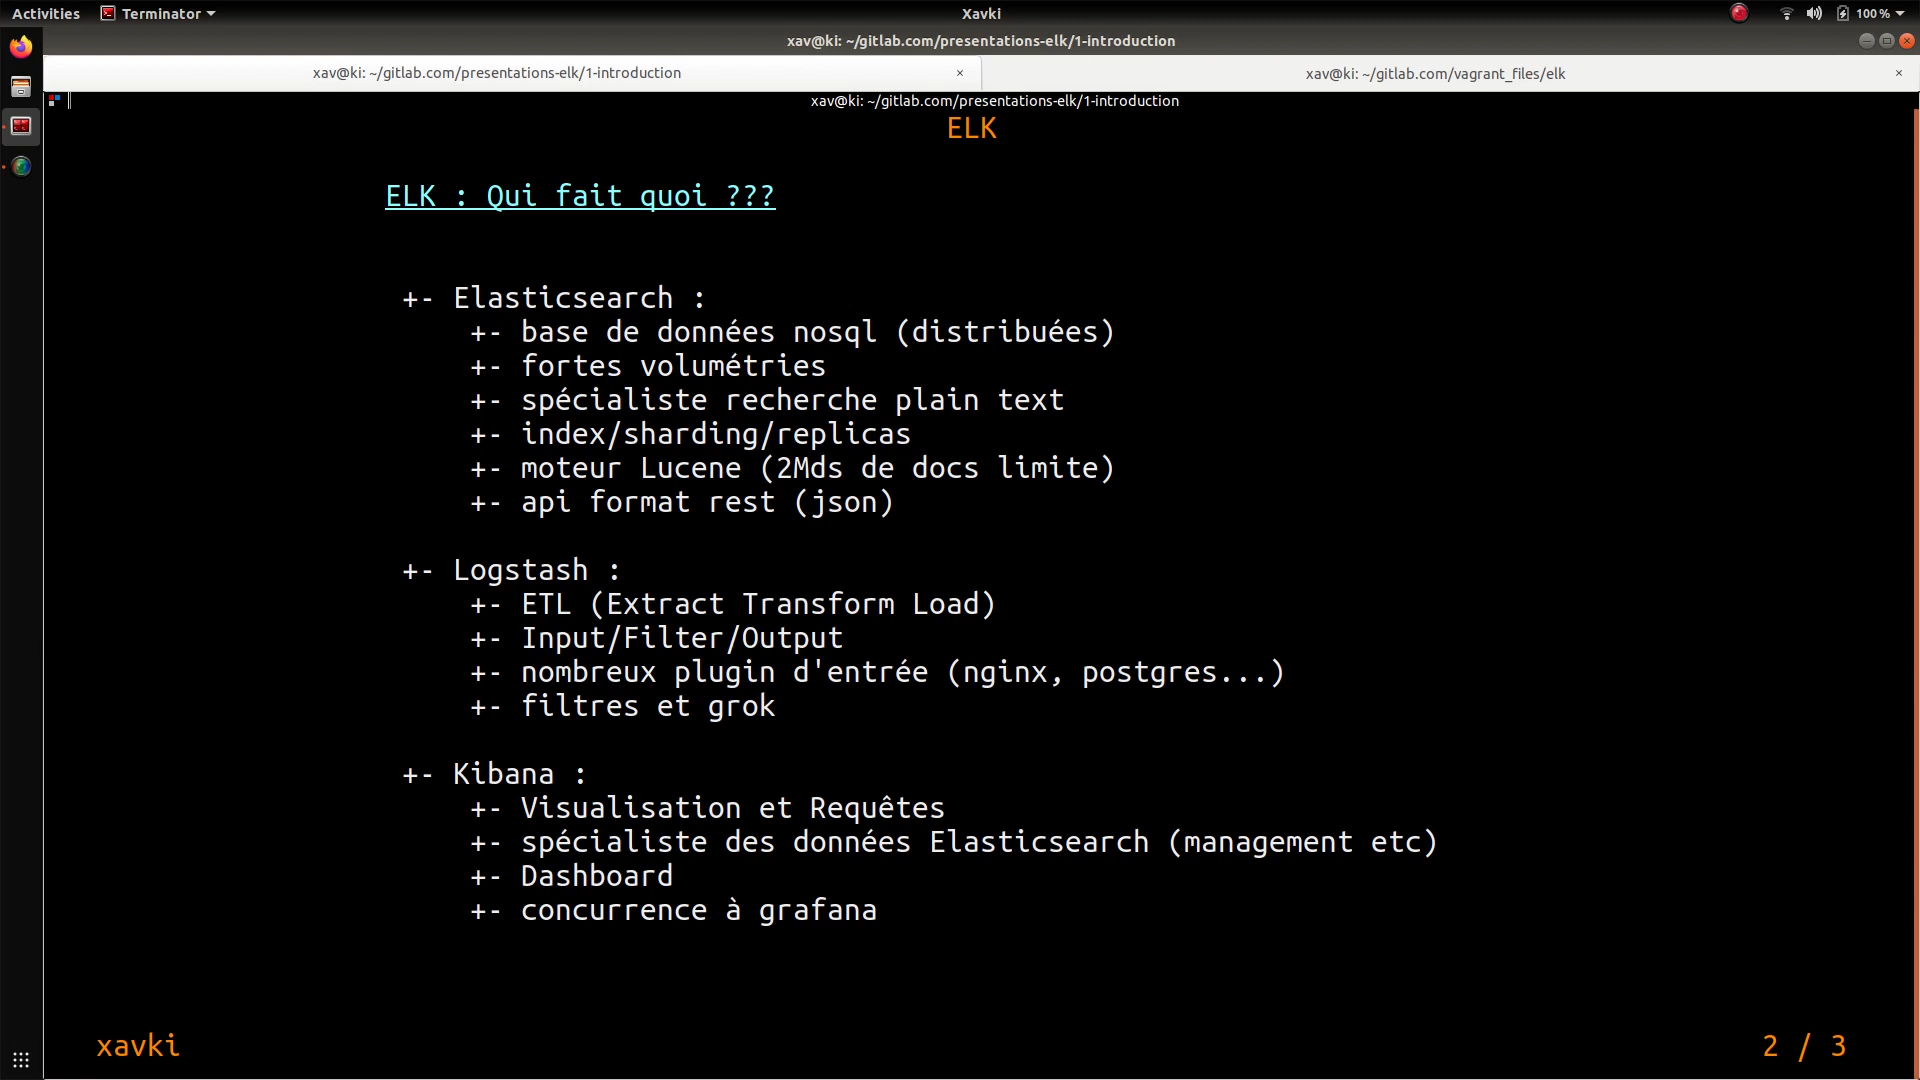 Activities
Terminator
Xavki
100 %
xav@ki: ~/gitlab.com/presentations-elk/1-introduction
xav@ki: ~/gitlab.com/presentations-elk/1-introduction ×
xav@ki: ~/gitlab.com/vagrant_files/elk ×
xav@ki: ~/gitlab.com/presentations-elk/1-introduction
ELK
ELK : Qui fait quoi ???
+- Elasticsearch :
+- base de données nosql (distribuées)
+- fortes volumétries
+- spécialiste recherche plain text
+- index/sharding/replicas
+- moteur Lucene (2Mds de docs limite)
+- api format rest (json)
+- Logstash :
+- ETL (Extract Transform Load)
+- Input/Filter/Output
+- nombreux plugin d'entrée (nginx, postgres...)
+- filtres et grok
+- Kibana :
+- Visualisation et Requêtes
+- spécialiste des données Elasticsearch (management etc)
+- Dashboard
+- concurrence à grafana
xavki
2 / 3